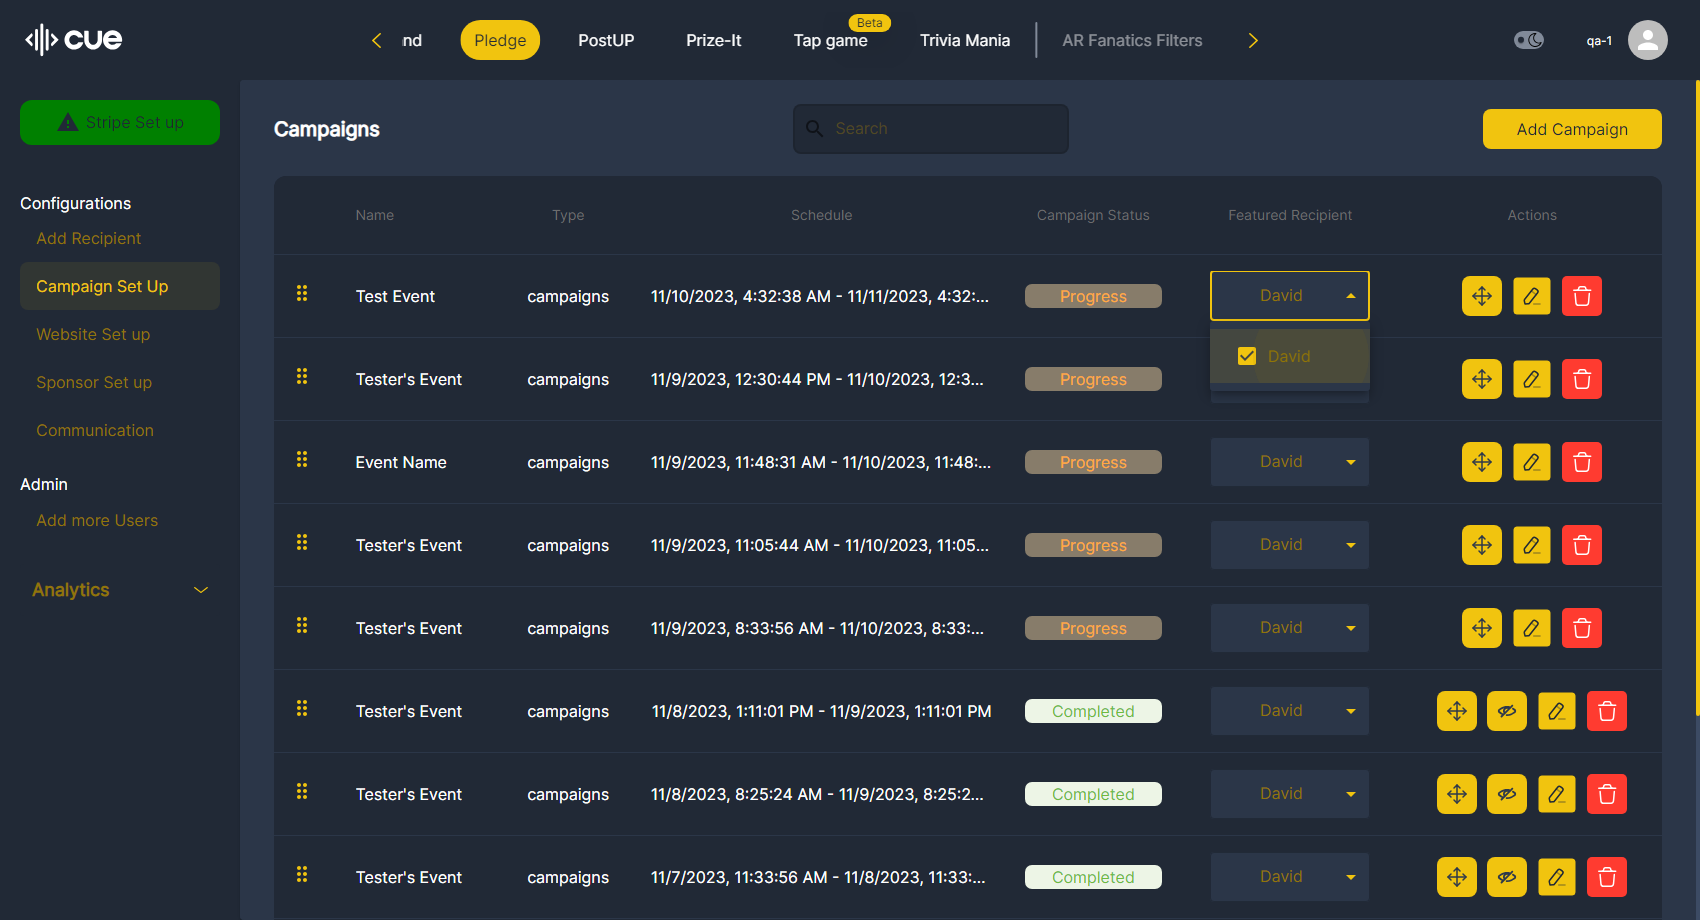 cue
nd
Pledge
PostUP
Prize-It
Tap game
Beta
Trivia Mania
AR Fanatics Filters
qa-1
Stripe Set up
Configurations
Add Recipient
Campaign Set Up
Website Set up
Sponsor Set up
Communication
Admin
Add more Users
Analytics
Campaigns
Search
Add Campaign
Name Type Schedule Campaign Status Featured Recipient Actions
Test Event campaigns 11/10/2023, 4:32:38 AM - 11/11/2023, 4:32:... Progress David
David
Tester's Event campaigns 11/9/2023, 12:30:44 PM - 11/10/2023, 12:3... Progress
Event Name campaigns 11/9/2023, 11:48:31 AM - 11/10/2023, 11:48:... Progress David
Tester's Event campaigns 11/9/2023, 11:05:44 AM - 11/10/2023, 11:05... Progress David
Tester's Event campaigns 11/9/2023, 8:33:56 AM - 11/10/2023, 8:33:... Progress David
Tester's Event campaigns 11/8/2023, 1:11:01 PM - 11/9/2023, 1:11:01 PM Completed David
Tester's Event campaigns 11/8/2023, 8:25:24 AM - 11/9/2023, 8:25:2... Completed David
Tester's Event campaigns 11/7/2023, 11:33:56 AM - 11/8/2023, 11:33:... Completed David